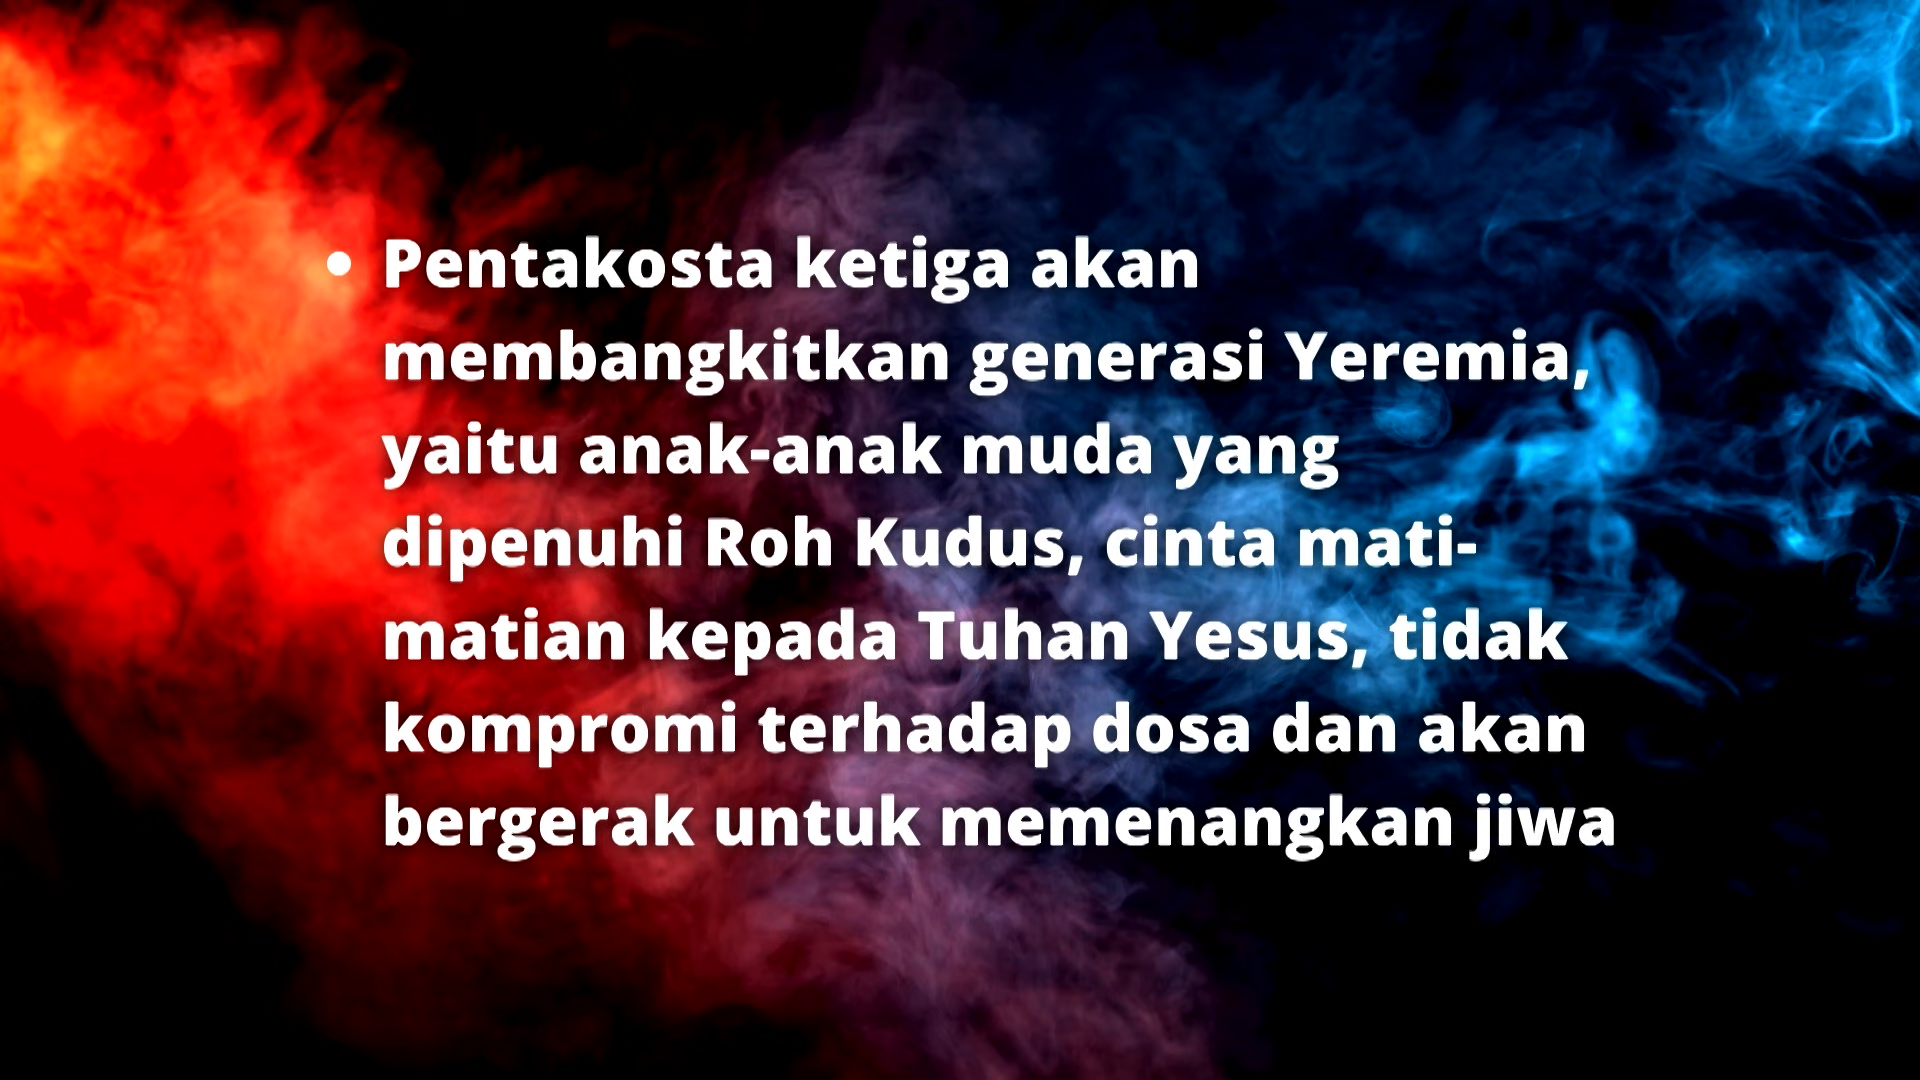 • Pentakosta ketiga akan
membangkitkan generasi Yeremia,
yaitu anak-anak muda yang
dipenuhi Roh Kudus, cinta mati-
matian kepada Tuhan Yesus, tidak
kompromi terhadap dosa dan akan
bergerak untuk memenangkan jiwa